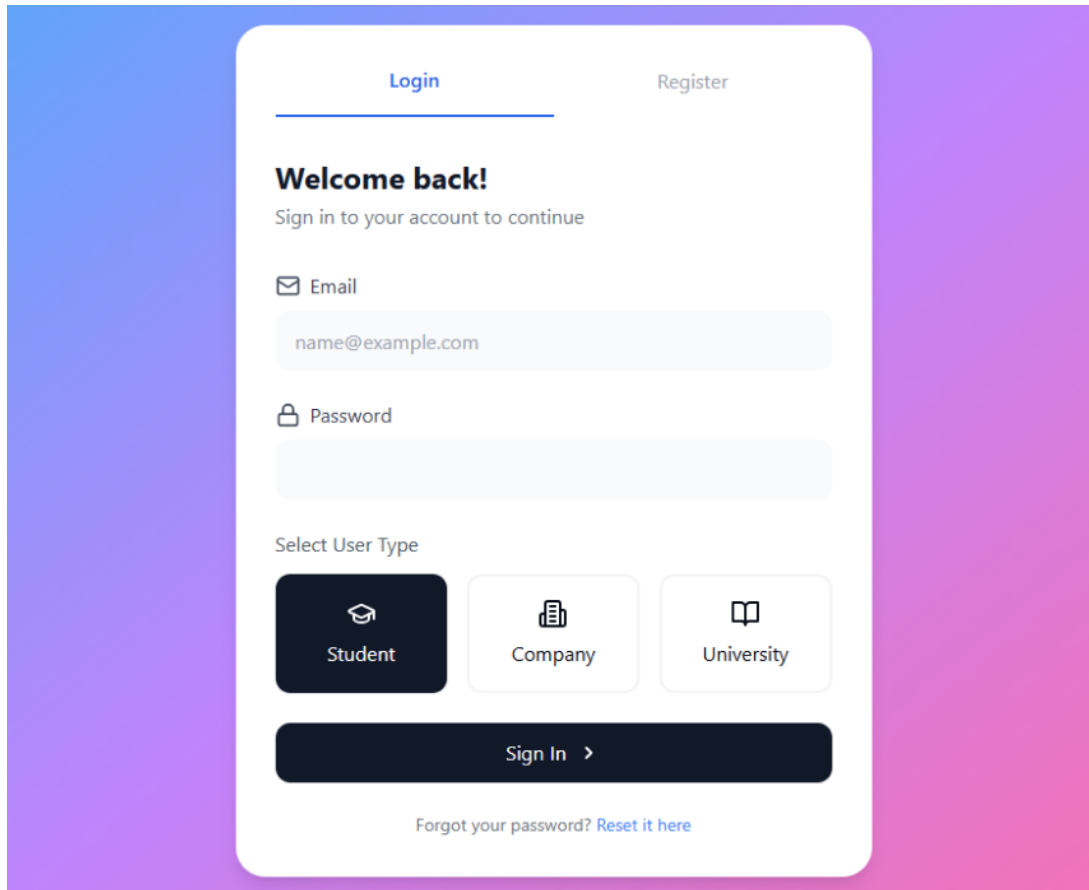 Login Register
Welcome back!
Sign in to your account to continue
Email
name@example.com
Password
Select User Type
Student Company University
Sign In
Forgot your password? Reset it here